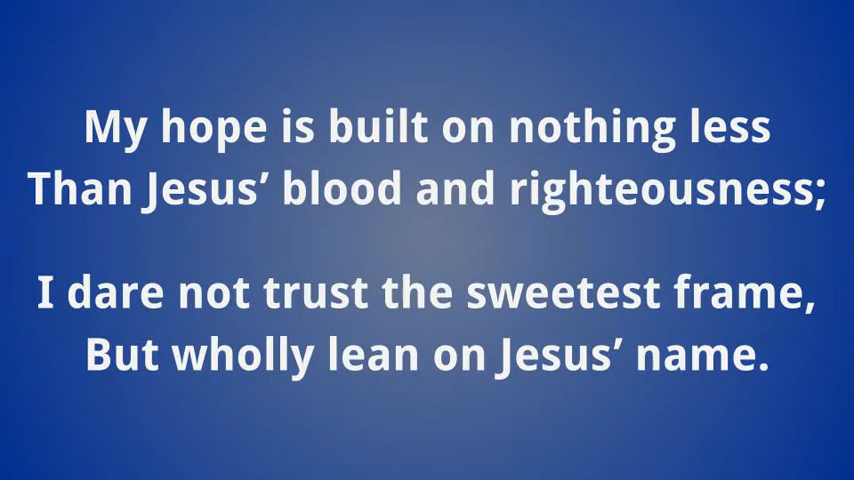 My hope is built on nothing less
Than Jesus’ blood and righteousness;
I dare not trust the sweetest frame,
But wholly lean on Jesus’ name.